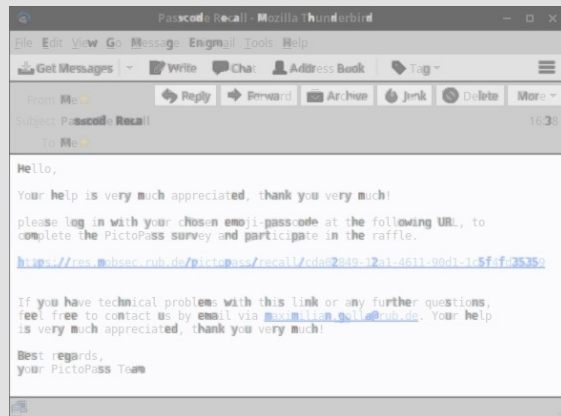 Passcode Recall - Mozilla Thunderbird
File Edit View Go Message Enigmail Tools Help
Get Messages Write Chat Address Book Tag
From Me Reply Forward Archive Junk Delete More
Subject Passcode Recall 16:38
To Me
Hello,
Your help is very much appreciated, thank you very much!
please log in with your chosen emoji-passcode at the following URL, to
complete the PictoPass survey and participate in the raffle.
If you have technical problems with this link or any further questions,
feel free to contact us by email via maximilian.golla@rub.de. Your help
is very much appreciated, thank you very much!
Best regards,
your PictoPass Team